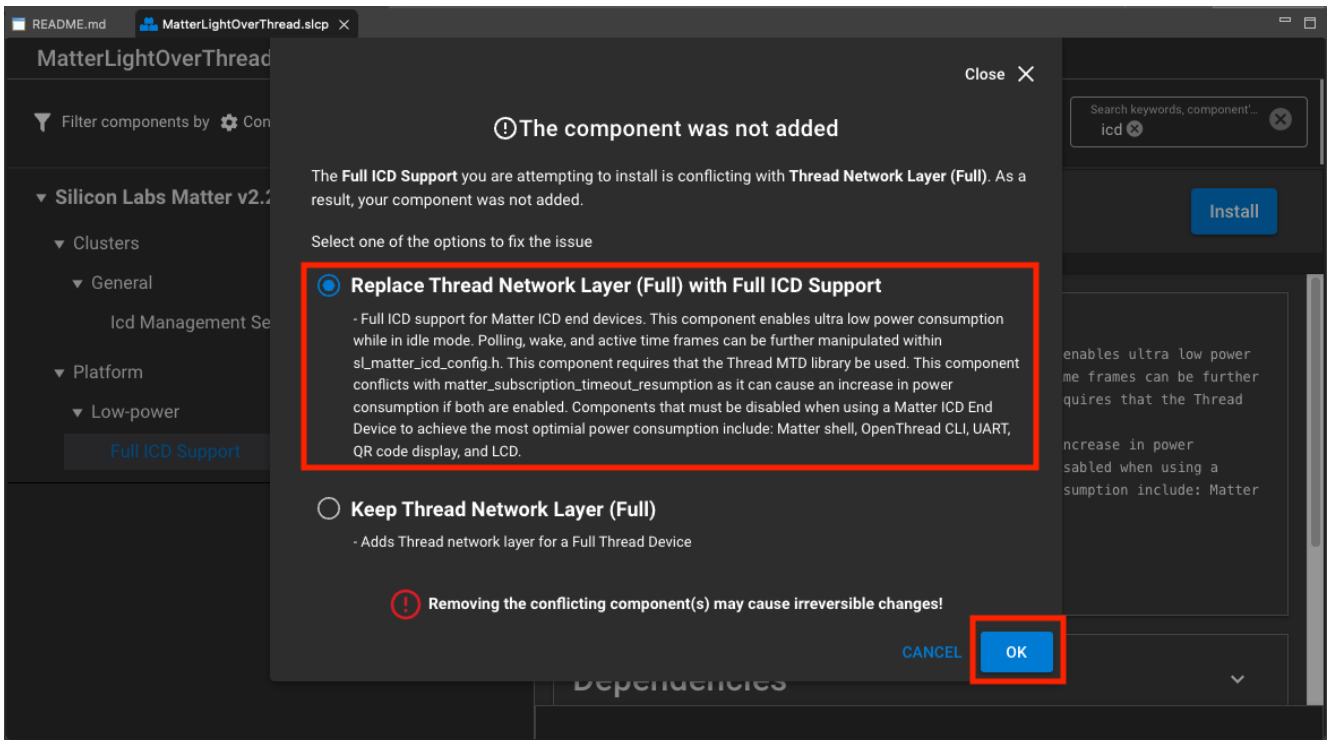 README.md
MatterLightOverThread.slcp
MatterLightOverThread
Close
Filter components by
Con
Search keywords, component'...
icd
The component was not added
The Full ICD Support you are attempting to install is conflicting with Thread Network Layer (Full). As a
result, your component was not added.
Silicon Labs Matter v2.2
Install
Select one of the options to fix the issue
Clusters
General
Icd Management Se
Platform
Low-power
Full ICD Support
Replace Thread Network Layer (Full) with Full ICD Support
- Full ICD support for Matter ICD end devices. This component enables ultra low power consumption
while in idle mode. Polling, wake, and active time frames can be further manipulated within
sl_matter_icd_config.h. This component requires that the Thread MTD library be used. This component
conflicts with matter_subscription_timeout_resumption as it can cause an increase in power
consumption if both are enabled. Components that must be disabled when using a Matter ICD End
Device to achieve the most optimial power consumption include: Matter shell, OpenThread CLI, UART,
QR code display, and LCD.
enables ultra low power
me frames can be further
quires that the Thread
ncrease in power
sabled when using a
sumption include: Matter
Keep Thread Network Layer (Full)
- Adds Thread network layer for a Full Thread Device
Removing the conflicting component(s) may cause irreversible changes!
CANCEL
OK
Dependencies